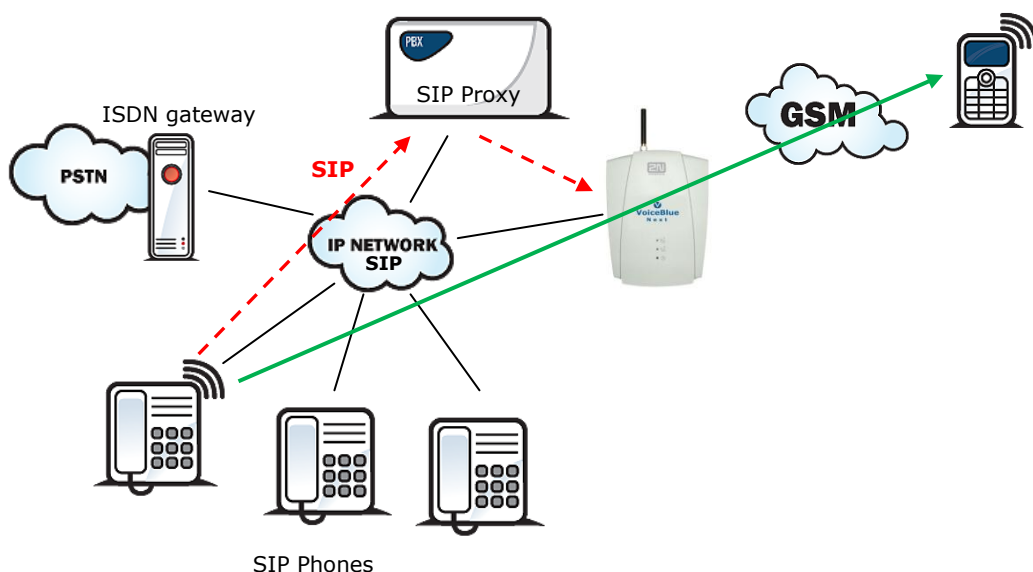 PBX
SIP Proxy
ISDN gateway
GSM
PSTN
SIP
2N
VoiceBlue
Next
IP NETWORK
SIP
SIP Phones